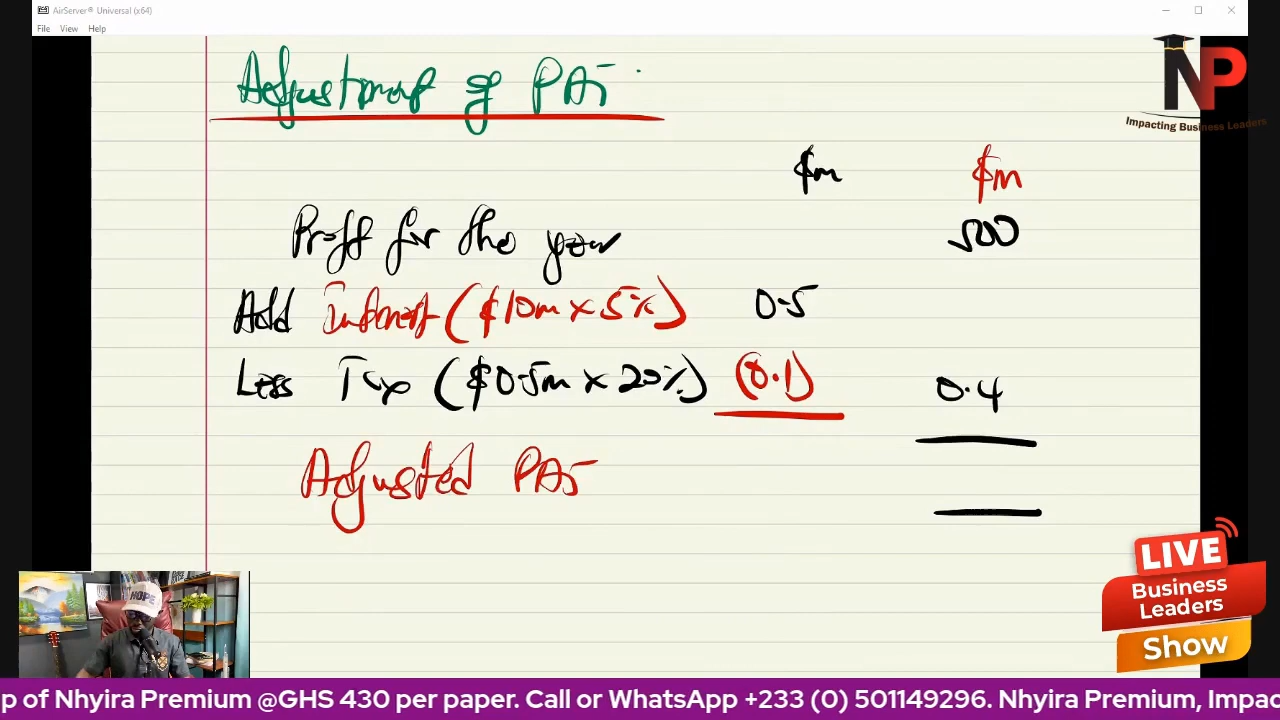 AirServer® Universal (x64)
File View Help
NP
Impacting Business Leaders
Adjustment of PAT
$m $m
Profit for the year 500
Add Interest ($10m x 5%) 0.5
Less Tax ($0.5m x 20%) (0.1) 0.4
Adjusted PAT
HOPE
LIVE
Business
Leaders
Show
p of Nhyira Premium @GHS 430 per paper. Call or WhatsApp +233 (0) 501149296. Nhyira Premium, Impac